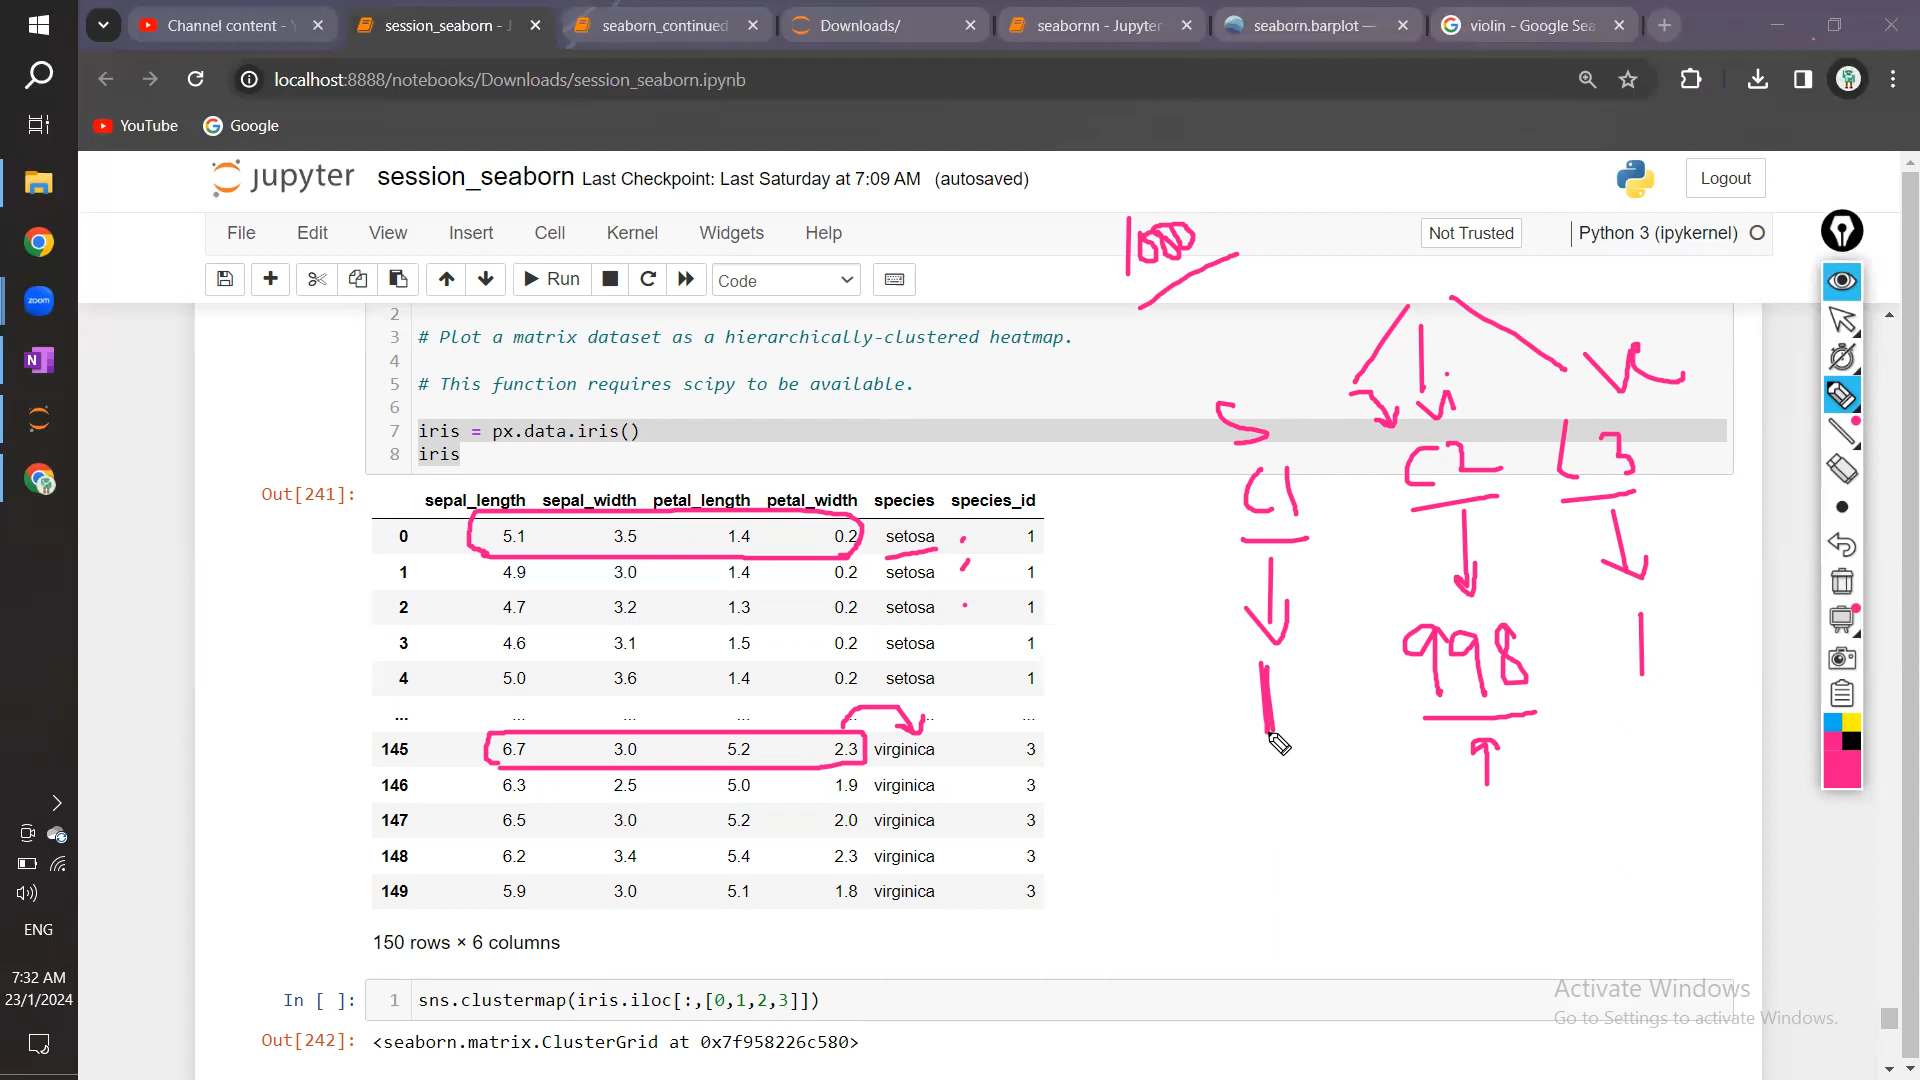 Channel content - Y
session_seaborn - J
seaborn_continued
Downloads/
seabornn - Jupyter
seaborn.barplot —
violin - Google Sea
localhost:8888/notebooks/Downloads/session_seaborn.ipynb
YouTube
Google
jupyter session_seaborn Last Checkpoint: Last Saturday at 7:09 AM (autosaved)
Logout
File Edit View Insert Cell Kernel Widgets Help
Not Trusted
Python 3 (ipykernel)
Run
Code
1000
2
3 # Plot a matrix dataset as a hierarchically-clustered heatmap.
4
5 # This function requires scipy to be available.
6
7 iris = px.data.iris()
8 iris
Out[241]:
sepal_length sepal_width petal_length petal_width species species_id
0 5.1 3.5 1.4 0.2 setosa 1
1 4.9 3.0 1.4 0.2 setosa 1
2 4.7 3.2 1.3 0.2 setosa 1
3 4.6 3.1 1.5 0.2 setosa 1
4 5.0 3.6 1.4 0.2 setosa 1
... ... ... ... ... ... ...
145 6.7 3.0 5.2 2.3 virginica 3
146 6.3 2.5 5.0 1.9 virginica 3
147 6.5 3.0 5.2 2.0 virginica 3
148 6.2 3.4 5.4 2.3 virginica 3
149 5.9 3.0 5.1 1.8 virginica 3
150 rows × 6 columns
S Vi
C1 C2 C3
1 998 1
In [ ]: 1 sns.clustermap(iris.iloc[:,[0,1,2,3]])
Out[242]: <seaborn.matrix.ClusterGrid at 0x7f958226c580>
Activate Windows
Go to Settings to activate Windows.
zoom
N
ENG
7:32 AM
23/1/2024